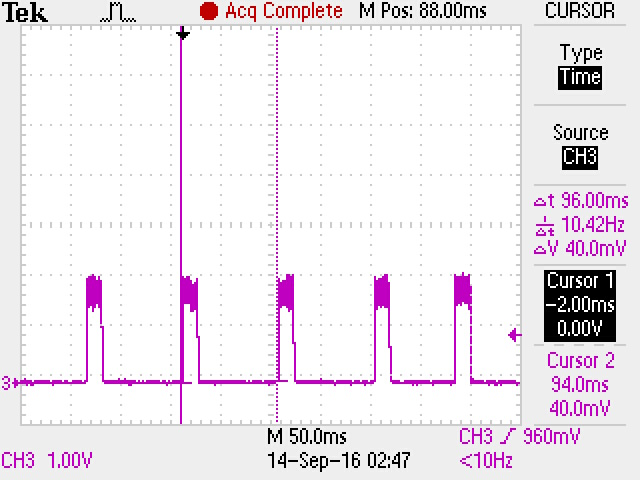 Tek Acq Complete M Pos: 88.00ms CURSOR
Type
Time
Source
CH3
Δt 96.00ms
1/Δt 10.42Hz
ΔV 40.0mV
Cursor 1
-2.00ms
0.00V
Cursor 2
94.0ms
40.0mV
3
M 50.0ms CH3 960mV
CH3 1.00V 14-Sep-16 02:47 <10Hz